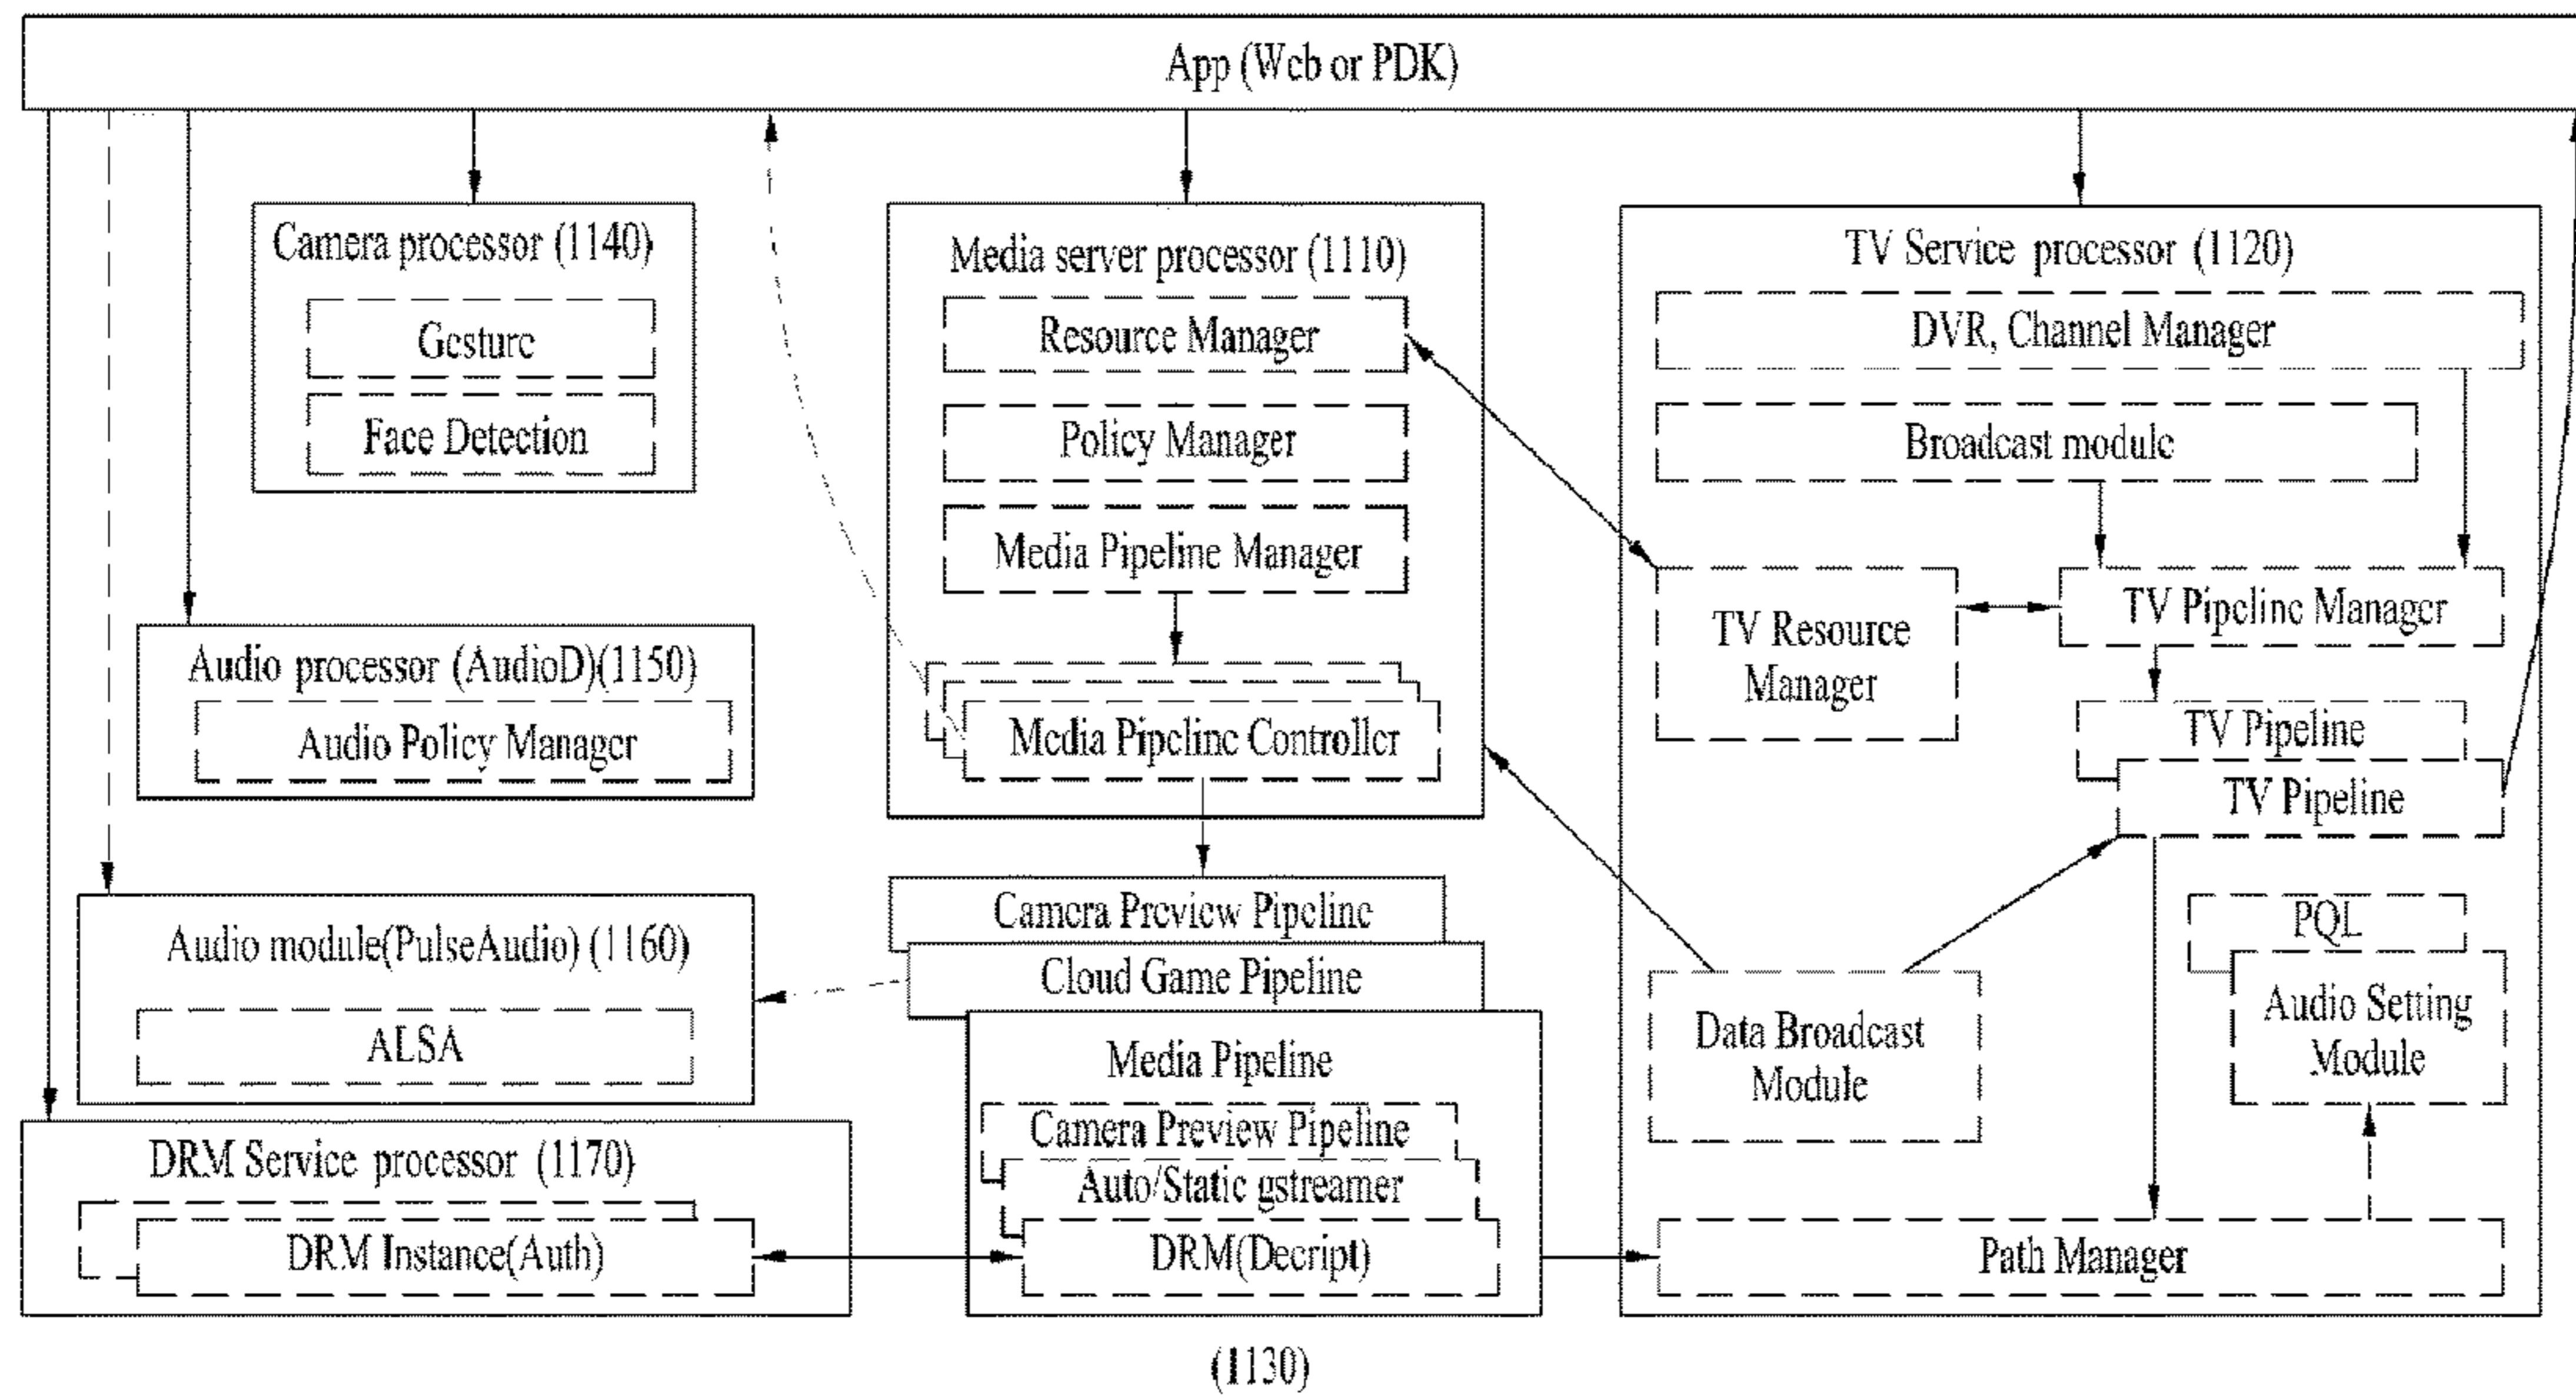 App (Web or PDK)
Camera processor (1140)
Gesture
Face Detection
Audio processor (AudioD)(1150)
Audio Policy Manager
Audio module(PulseAudio) (1160)
ALSA
DRM Service processor (1170)
DRM Instance(Auth)
Media server processor (1110)
Resource Manager
Policy Manager
Media Pipeline Manager
Media Pipeline Controller
Camera Preview Pipeline
Cloud Game Pipeline
Media Pipeline
Camera Preview Pipeline
Auto/Static gstreamer
DRM(Decript)
(1130)
TV Service processor (1120)
DVR, Channel Manager
Broadcast module
TV Resource
Manager
TV Pipeline Manager
TV Pipeline
TV Pipeline
Data Broadcast
Module
PQL
Audio Setting
Module
Path Manager